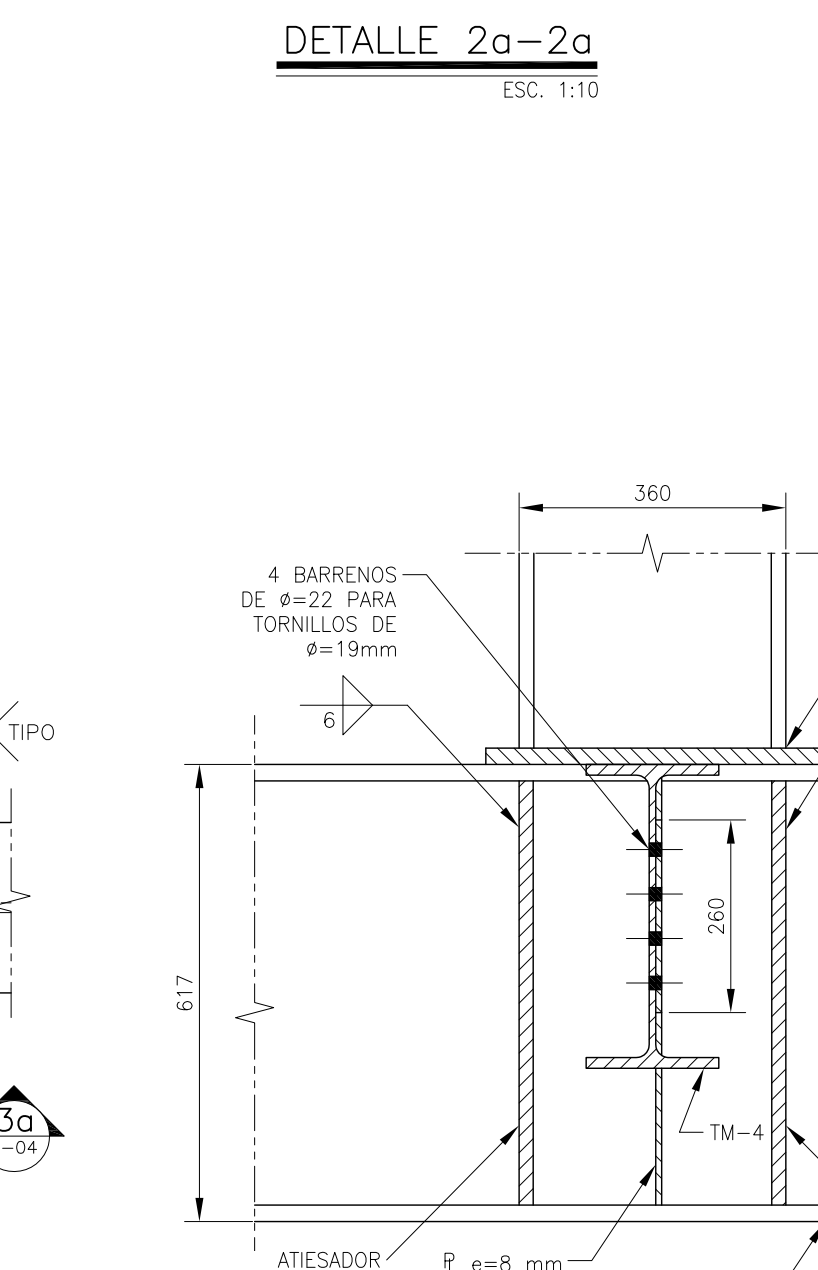 DETALLE 2a-2a
ESC. 1:10
360
4 BARRENOS
DE ø=22 PARA
TORNILLOS DE
ø=19mm
6
TIPO
260
617
3a
-04
TM-4
ATIESADOR
e=8 mm